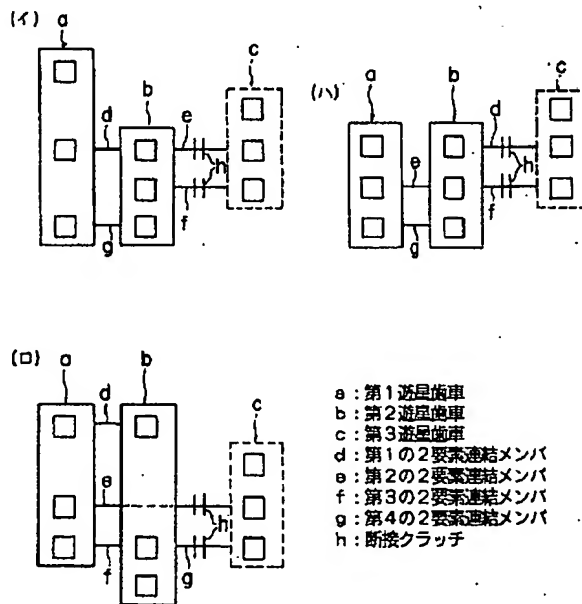 (イ)
a
b
c
d
e
h
f
g
(ハ)
a
b
c
d
e
h
f
g
(ロ)
a
b
c
d
e
h
f
g
a：第1遊星歯車
b：第2遊星歯車
c：第3遊星歯車
d：第1の2要素連結メンバ
e：第2の2要素連結メンバ
f：第3の2要素連結メンバ
g：第4の2要素連結メンバ
h：断接クラッチ